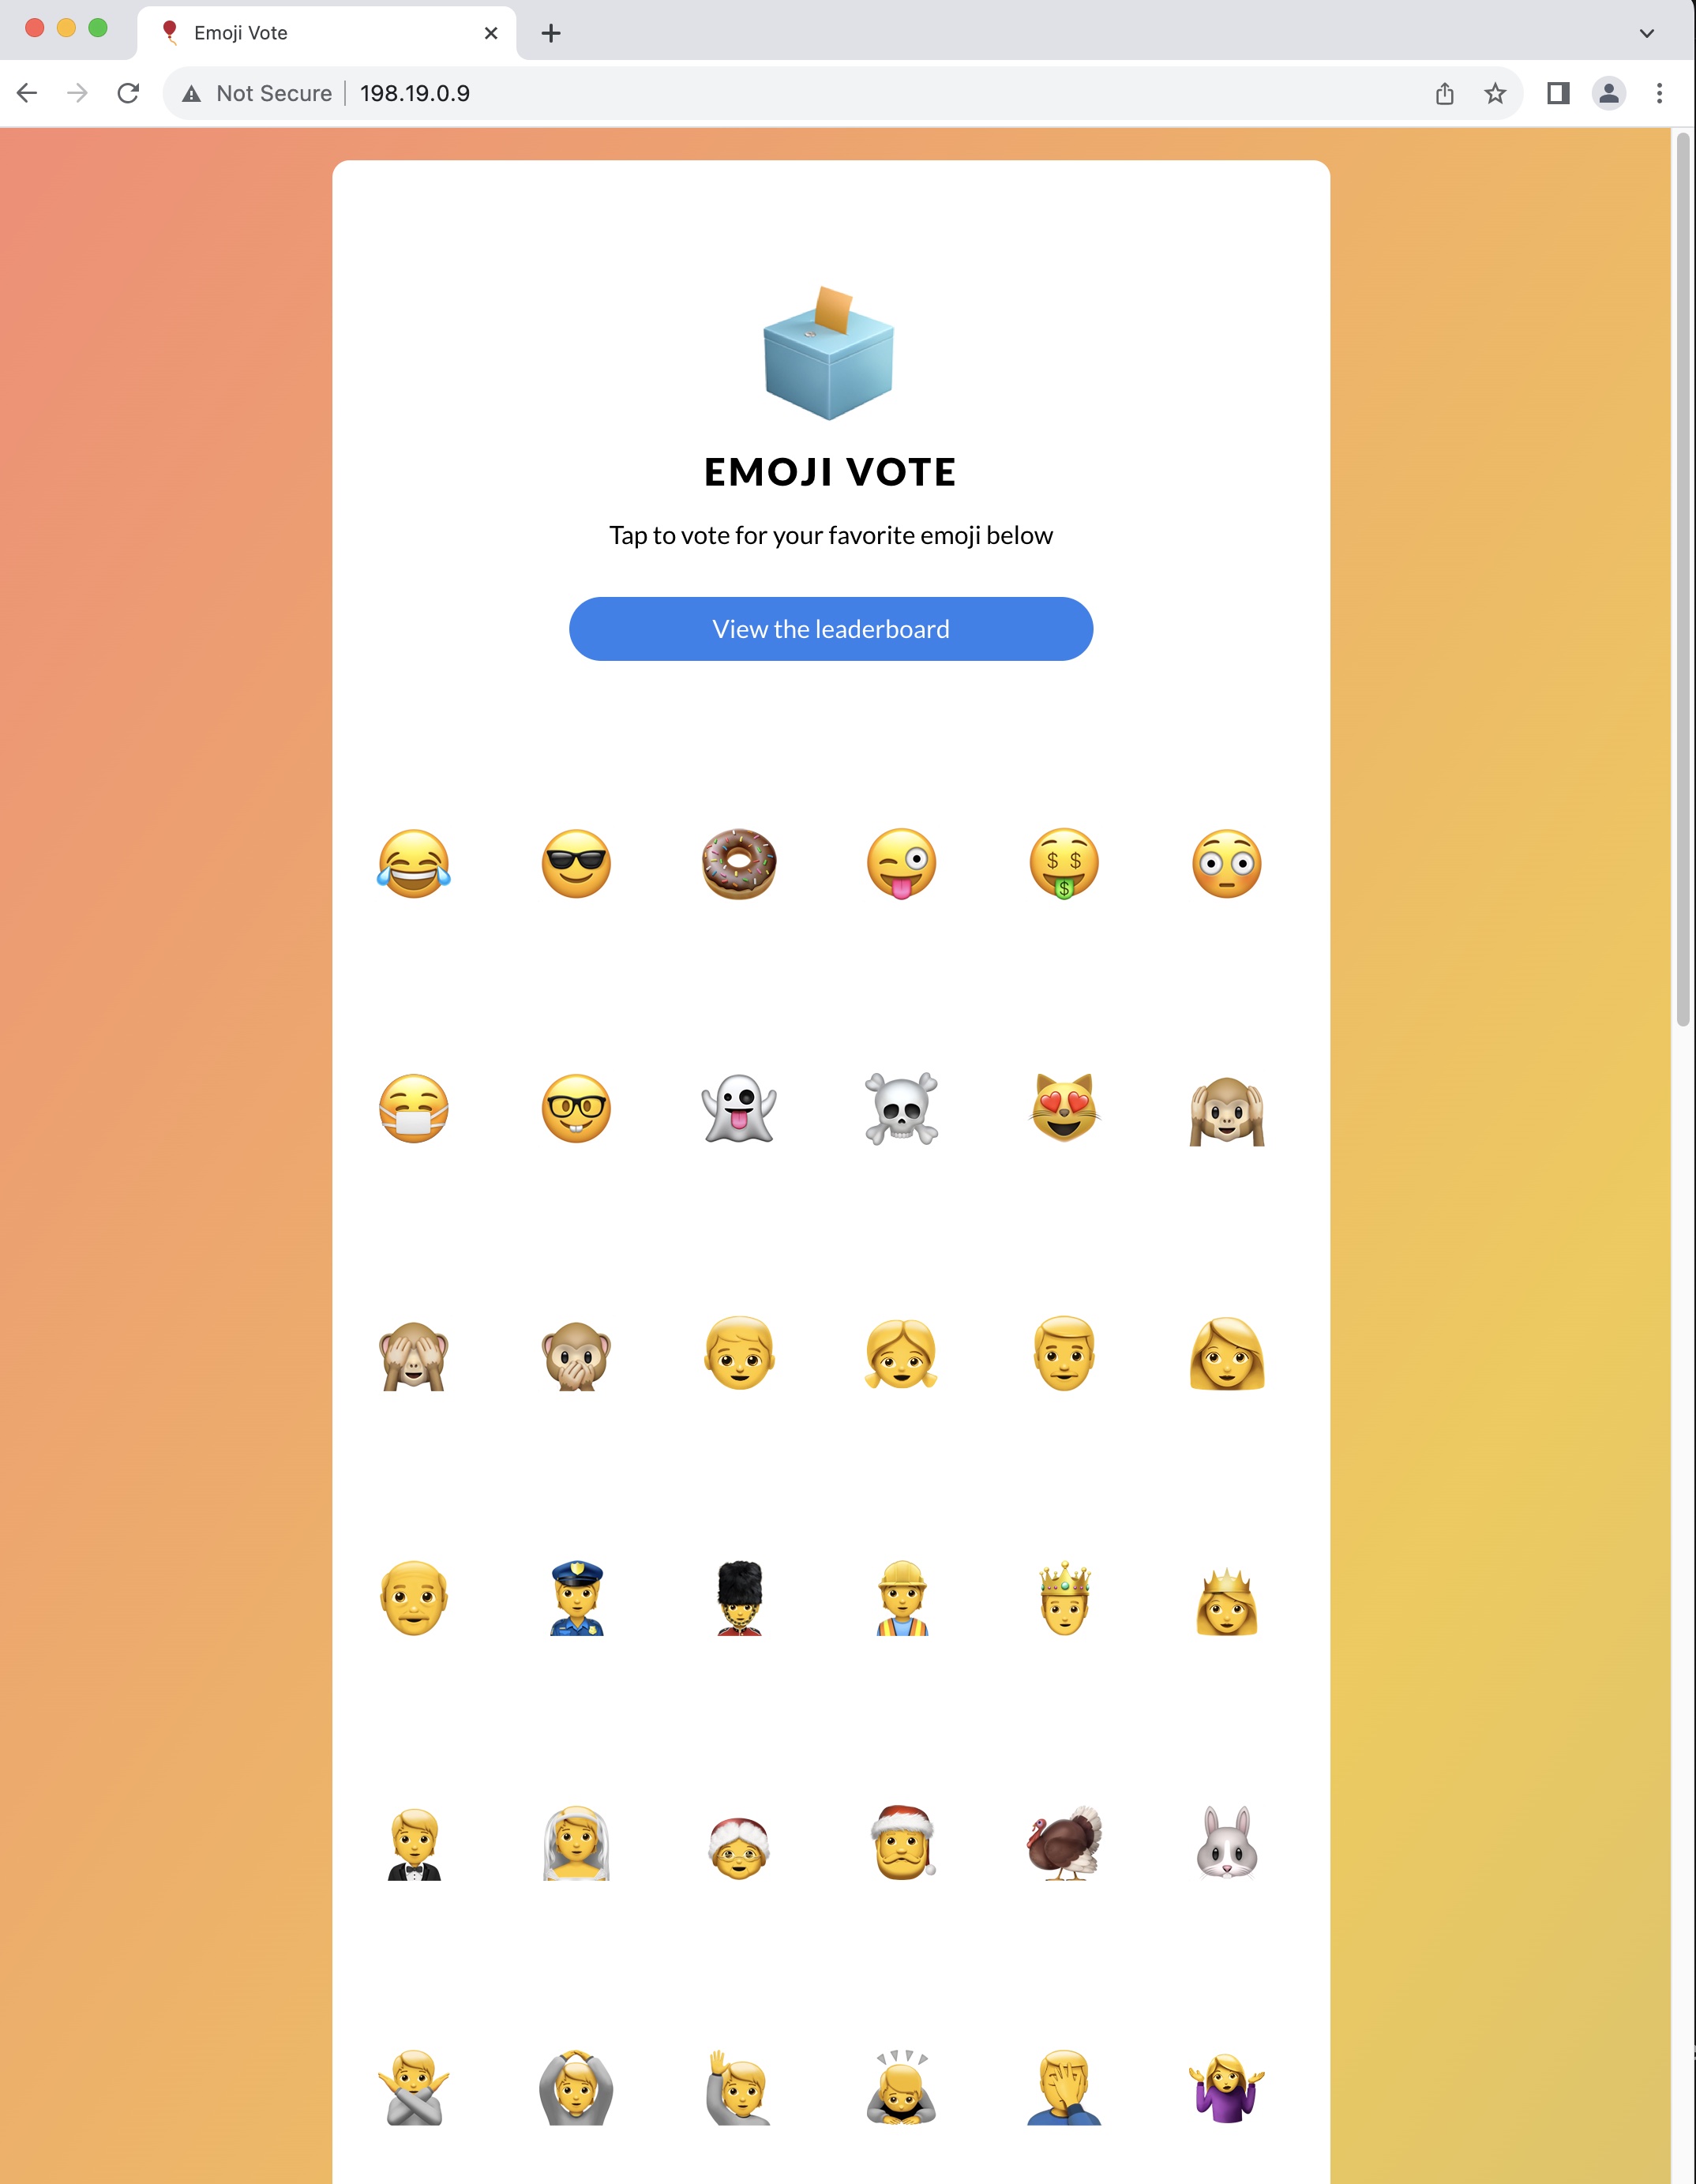 Emoji Vote
Not Secure
198.19.0.9
EMOJI VOTE
Tap to vote for your favorite emoji below
View the leaderboard